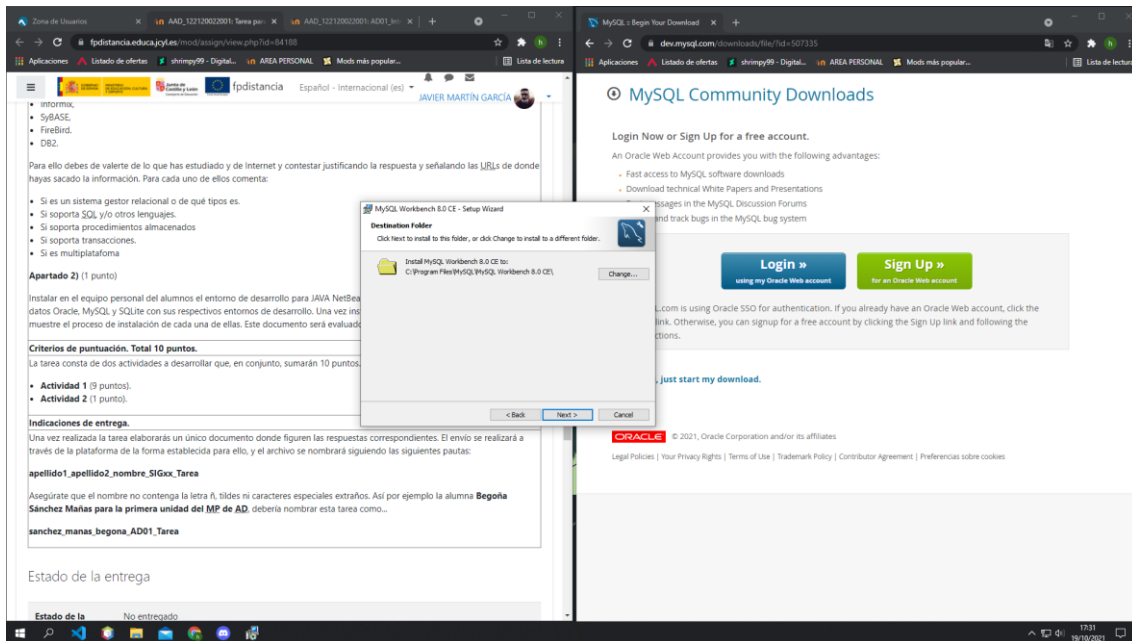 Zona de Usuarios
AAD_122120022001: Tarea par
AAD_122120022001: AD01_In
fpdistancia.educa.jcyl.es/mod/assign/view.php?id=84188
Aplicaciones
Listado de ofertas
shrimpy99 - Digital...
AREA PERSONAL
Mods más popular...
Lista de lectura
Junta de Castilla y León
fpdistancia
Español - Internacional (es)
JAVIER MARTÍN GARCÍA
• Informix,
• SyBASE,
• FireBird.
• DB2.
Para ello debes de valerte de lo que has estudiado y de Internet y contestar justificando la respuesta y señalando las URLs de donde
hayas sacado la información. Para cada uno de ellos comenta:
• Si es un sistema gestor relacional o de qué tipos es.
• Si soporta SQL y/o otros lenguajes.
• Si soporta procedimientos almacenados
• Si soporta transacciones.
• Si es multiplatafoma
Apartado 2) (1 punto)
Instalar en el equipo personal del alumnos el entorno de desarrollo para JAVA NetBea
datos Oracle, MySQL y SQLite con sus respectivos entornos de desarrollo. Una vez ins
muestre el proceso de instalación de cada una de ellas. Este documento será evaluado
Criterios de puntuación. Total 10 puntos.
La tarea consta de dos actividades a desarrollar que, en conjunto, sumarán 10 puntos.
• Actividad 1 (9 puntos).
• Actividad 2 (1 punto).
Indicaciones de entrega.
Una vez realizada la tarea elaborarás un único documento donde figuren las respuestas correspondientes. El envío se realizará a
través de la plataforma de la forma establecida para ello, y el archivo se nombrará siguiendo las siguientes pautas:
apellido1_apellido2_nombre_SIGxx_Tarea
Asegúrate que el nombre no contenga la letra ñ, tildes ni caracteres especiales extraños. Así por ejemplo la alumna Begoña
Sánchez Mañas para la primera unidad del MP de AD, debería nombrar esta tarea como...
sanchez_manas_begona_AD01_Tarea
Estado de la entrega
Estado de la
No entregado
MySQL Workbench 8.0 CE - Setup Wizard
Destination Folder
Click Next to install to this folder, or click Change to install to a different folder.
Install MySQL Workbench 8.0 CE to:
C:\Program Files\MySQL\MySQL Workbench 8.0 CE\
Change...
< Back
Next >
Cancel
MySQL :: Begin Your Download
dev.mysql.com/downloads/file/?id=507335
Aplicaciones
Listado de ofertas
shrimpy99 - Digital...
AREA PERSONAL
Mods más popular...
Lista de lectura
MySQL Community Downloads
Login Now or Sign Up for a free account.
An Oracle Web Account provides you with the following advantages:
• Fast access to MySQL software downloads
• Download technical White Papers and Presentations
ssages in the MySQL Discussion Forums
and track bugs in the MySQL bug system
Login »
using my Oracle Web account
Sign Up »
for an Oracle Web account
.com is using Oracle SSO for authentication. If you already have an Oracle Web account, click the
link. Otherwise, you can signup for a free account by clicking the Sign Up link and following the
ctions.
, just start my download.
ORACLE © 2021, Oracle Corporation and/or its affiliates
Legal Policies | Your Privacy Rights | Terms of Use | Trademark Policy | Contributor Agreement | Preferencias sobre cookies
17:31
19/10/2021